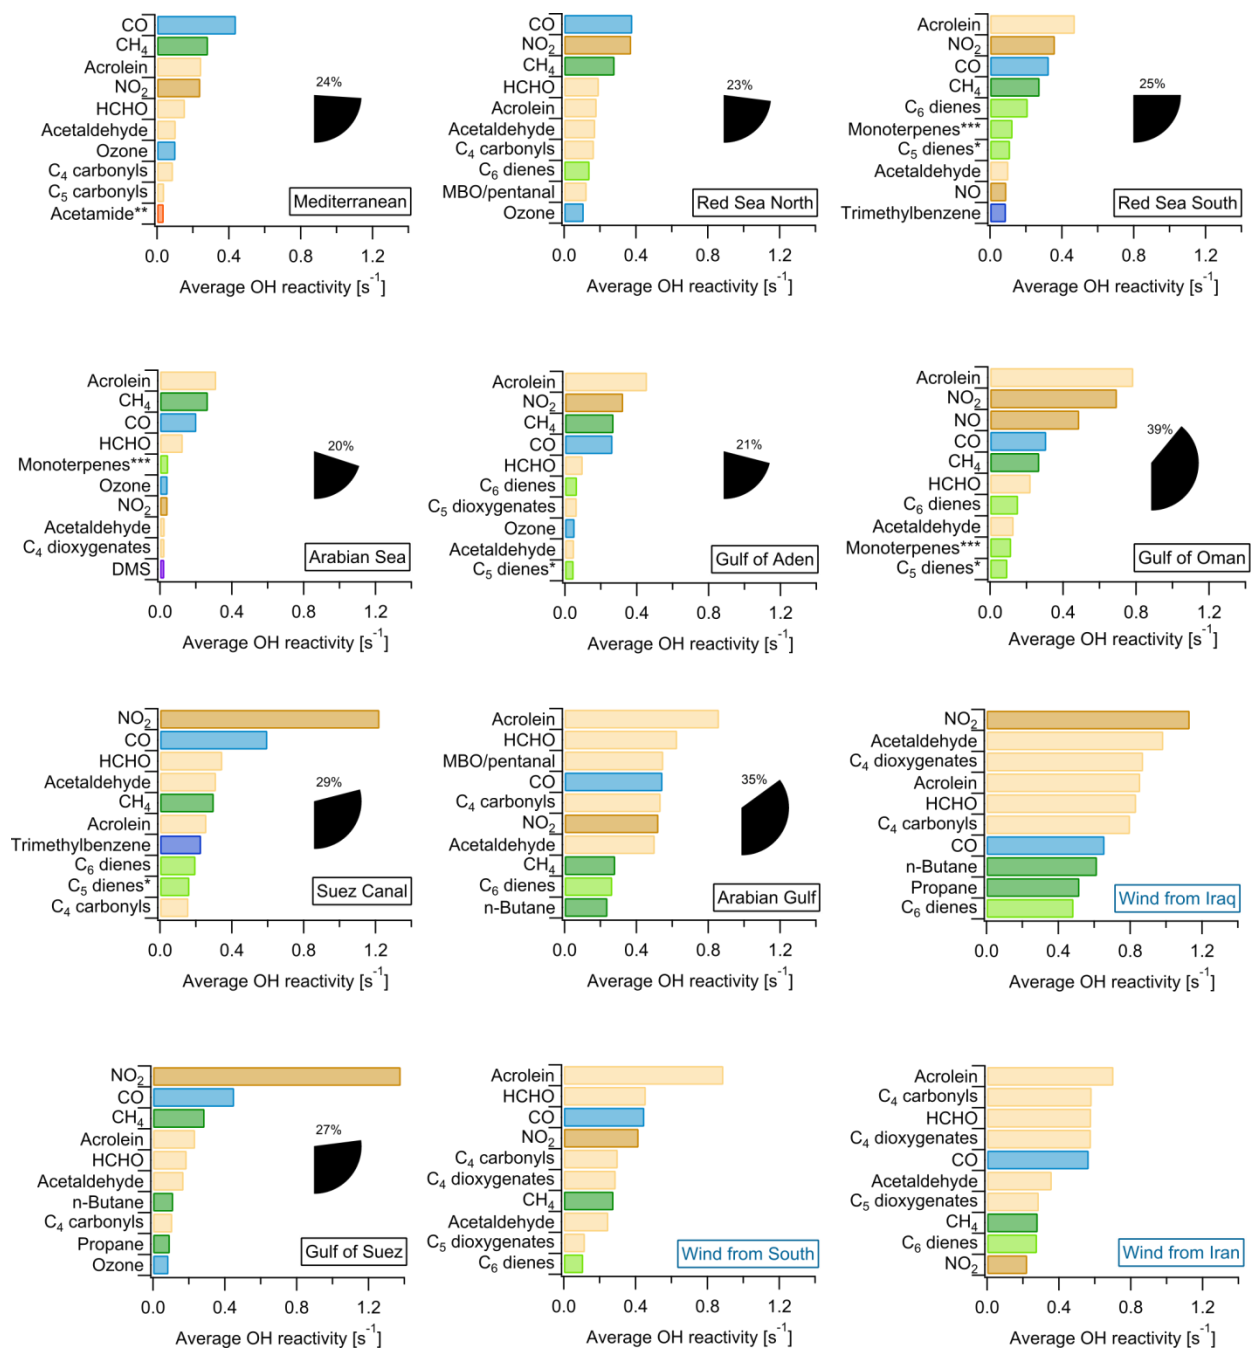 CO
CH4
Acrolein
NO2
HCHO
Acetaldehyde
Ozone
C4 carbonyls
C5 carbonyls
Acetamide**
24%
Mediterranean
0.0 0.4 0.8 1.2
Average OH reactivity [s-1]
CO
NO2
CH4
HCHO
Acrolein
Acetaldehyde
C4 carbonyls
C6 dienes
MBO/pentanal
Ozone
23%
Red Sea North
0.0 0.4 0.8 1.2
Average OH reactivity [s-1]
Acrolein
NO2
CO
CH4
C6 dienes
Monoterpenes***
C5 dienes*
Acetaldehyde
NO
Trimethylbenzene
25%
Red Sea South
0.0 0.4 0.8 1.2
Average OH reactivity [s-1]
Acrolein
CH4
CO
HCHO
Monoterpenes***
Ozone
NO2
Acetaldehyde
C4 dioxygenates
DMS
20%
Arabian Sea
0.0 0.4 0.8 1.2
Average OH reactivity [s-1]
Acrolein
NO2
CH4
CO
HCHO
C6 dienes
C5 dioxygenates
Ozone
Acetaldehyde
C5 dienes*
21%
Gulf of Aden
0.0 0.4 0.8 1.2
Average OH reactivity [s-1]
Acrolein
NO2
NO
CO
CH4
HCHO
C6 dienes
Acetaldehyde
Monoterpenes***
C5 dienes*
39%
Gulf of Oman
0.0 0.4 0.8 1.2
Average OH reactivity [s-1]
NO2
CO
HCHO
Acetaldehyde
CH4
Acrolein
Trimethylbenzene
C6 dienes
C5 dienes*
C4 carbonyls
29%
Suez Canal
0.0 0.4 0.8 1.2
Average OH reactivity [s-1]
Acrolein
HCHO
MBO/pentanal
CO
C4 carbonyls
NO2
Acetaldehyde
CH4
C6 dienes
n-Butane
35%
Arabian Gulf
0.0 0.4 0.8 1.2
Average OH reactivity [s-1]
NO2
Acetaldehyde
C4 dioxygenates
Acrolein
HCHO
C4 carbonyls
CO
n-Butane
Propane
C6 dienes
Wind from Iraq
0.0 0.4 0.8 1.2
Average OH reactivity [s-1]
NO2
CO
CH4
Acrolein
HCHO
Acetaldehyde
n-Butane
C4 carbonyls
Propane
Ozone
27%
Gulf of Suez
0.0 0.4 0.8 1.2
Average OH reactivity [s-1]
Acrolein
HCHO
CO
NO2
C4 carbonyls
C4 dioxygenates
CH4
Acetaldehyde
C5 dioxygenates
C6 dienes
Wind from South
0.0 0.4 0.8 1.2
Average OH reactivity [s-1]
Acrolein
C4 carbonyls
HCHO
C4 dioxygenates
CO
Acetaldehyde
C5 dioxygenates
CH4
C6 dienes
NO2
Wind from Iran
0.0 0.4 0.8 1.2
Average OH reactivity [s-1]